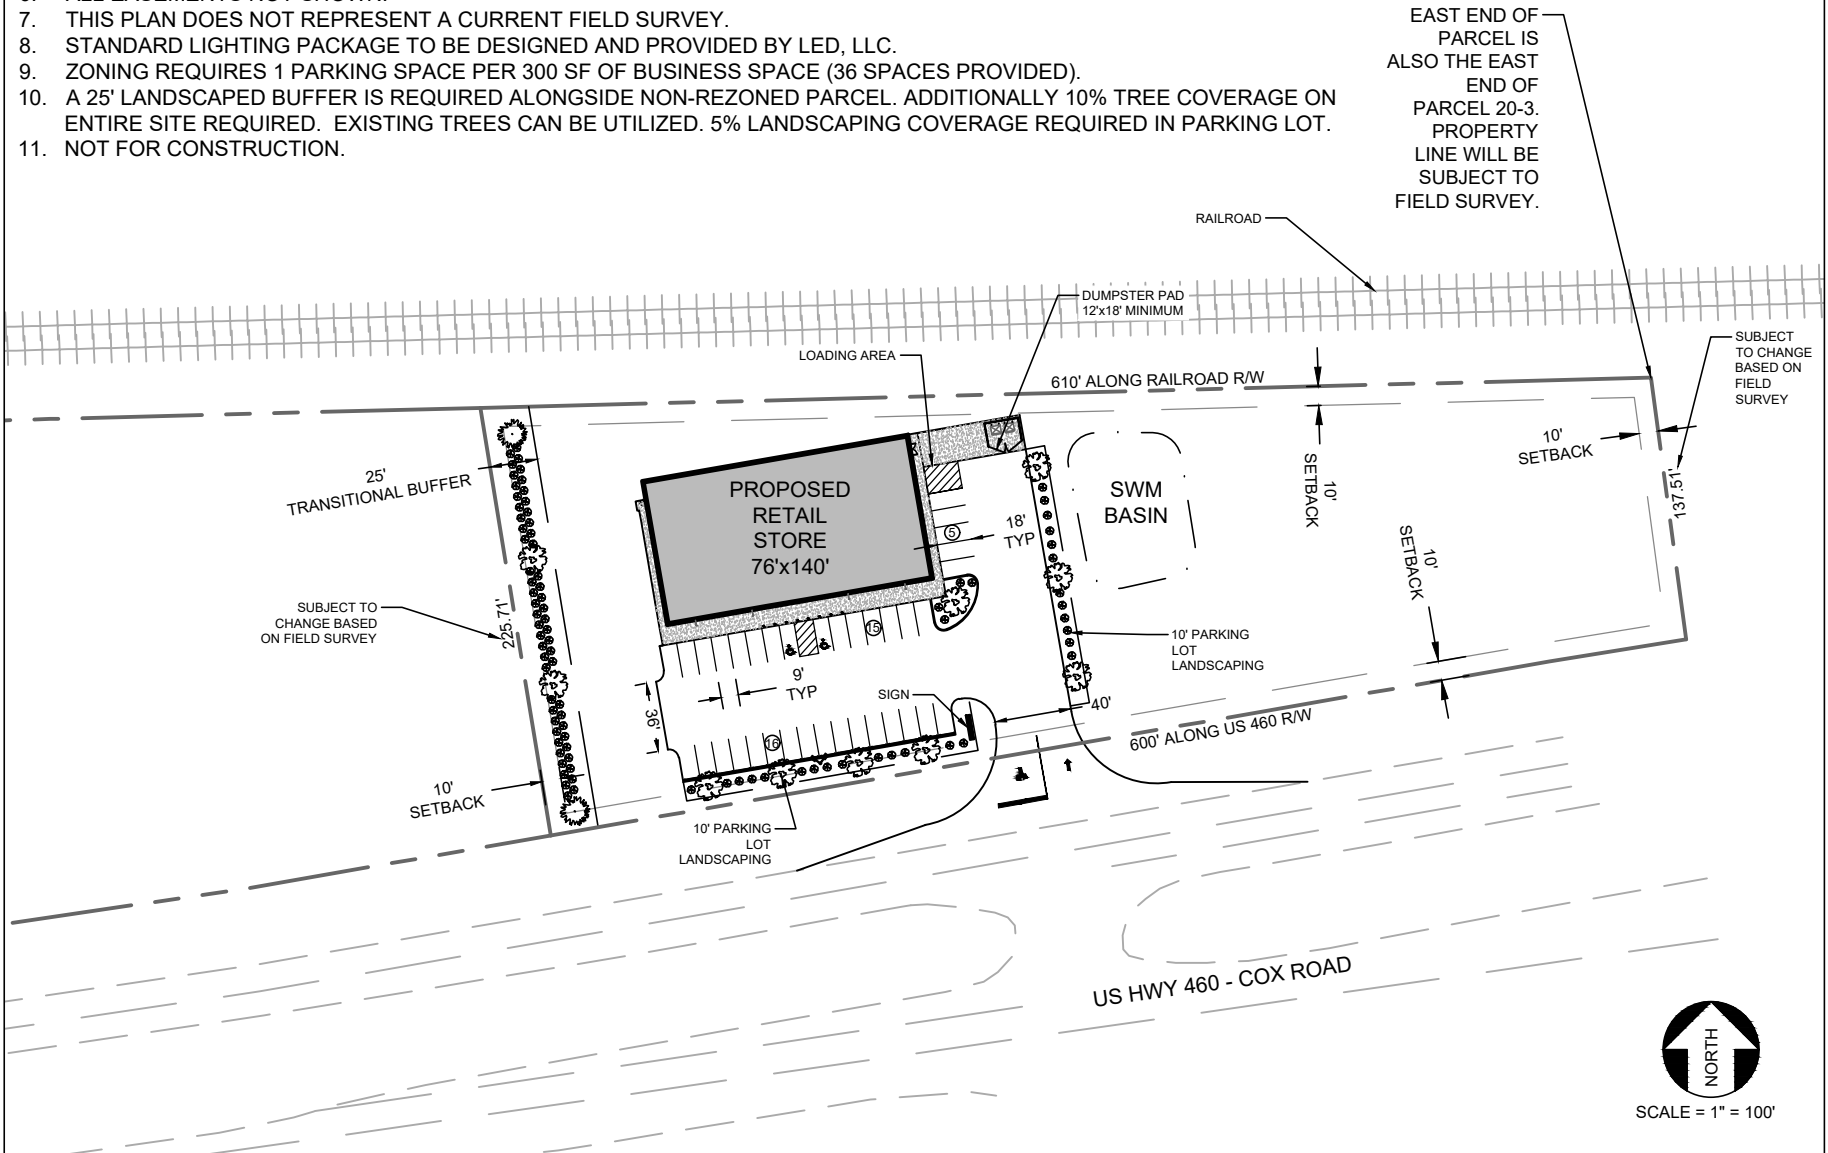 6. ALL EASEMENTS NOT SHOWN.
7. THIS PLAN DOES NOT REPRESENT A CURRENT FIELD SURVEY.
8. STANDARD LIGHTING PACKAGE TO BE DESIGNED AND PROVIDED BY LED, LLC.
9. ZONING REQUIRES 1 PARKING SPACE PER 300 SF OF BUSINESS SPACE (36 SPACES PROVIDED).
10. A 25' LANDSCAPED BUFFER IS REQUIRED ALONGSIDE NON-REZONED PARCEL. ADDITIONALLY 10% TREE COVERAGE ON
ENTIRE SITE REQUIRED. EXISTING TREES CAN BE UTILIZED. 5% LANDSCAPING COVERAGE REQUIRED IN PARKING LOT.
11. NOT FOR CONSTRUCTION.
EAST END OF
PARCEL IS
ALSO THE EAST
END OF
PARCEL 20-3.
PROPERTY
LINE WILL BE
SUBJECT TO
FIELD SURVEY.
RAILROAD
DUMPSTER PAD
12'x18' MINIMUM
LOADING AREA
610' ALONG RAILROAD R/W
SUBJECT
TO CHANGE
BASED ON
FIELD
SURVEY
10'
SETBACK
10'
SETBACK
137.51'
25'
TRANSITIONAL BUFFER
PROPOSED
RETAIL
STORE
76'x140'
5
18'
TYP
SWM
BASIN
10'
SETBACK
SUBJECT TO
CHANGE BASED
ON FIELD SURVEY
225.71'
15
10' PARKING
LOT
LANDSCAPING
9'
TYP
SIGN
36'
40'
16
600' ALONG US 460 R/W
10'
SETBACK
10' PARKING
LOT
LANDSCAPING
US HWY 460 - COX ROAD
NORTH
SCALE = 1" = 100'